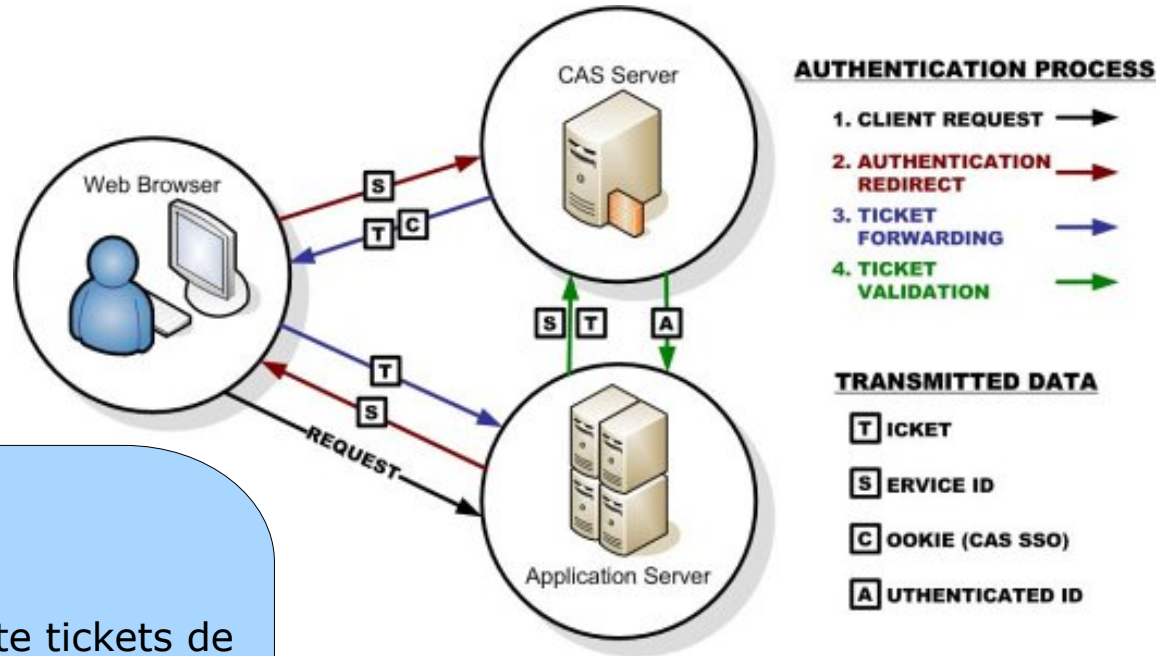 CAS Server
Web Browser
S
T C
S T
A
T
S
REQUEST
Application Server
AUTHENTICATION PROCESS
1. CLIENT REQUEST
2. AUTHENTICATION
REDIRECT
3. TICKET
FORWARDING
4. TICKET
VALIDATION
TRANSMITTED DATA
T ICKET
S ERVICE ID
C OOKIE (CAS SSO)
A UTHENTICATED ID
te tickets de